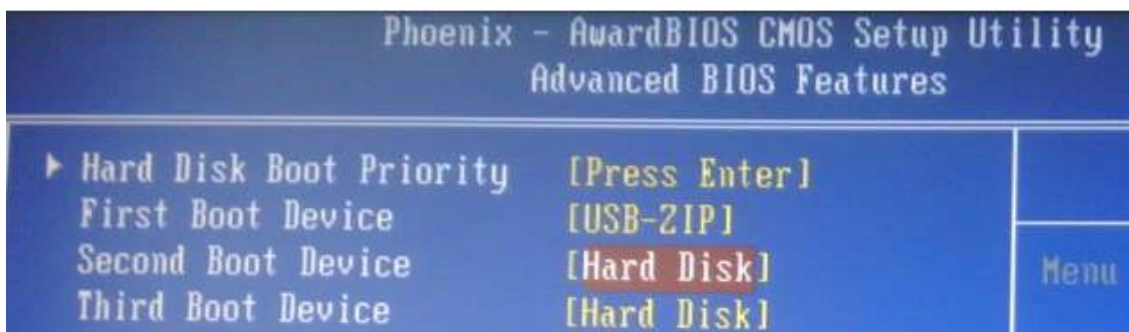 Phoenix - AwardBIOS CMOS Setup Utility
Advanced BIOS Features
Hard Disk Boot Priority [Press Enter]
First Boot Device [USB-ZIP]
Second Boot Device [Hard Disk]
Menu
Third Boot Device [Hard Disk]